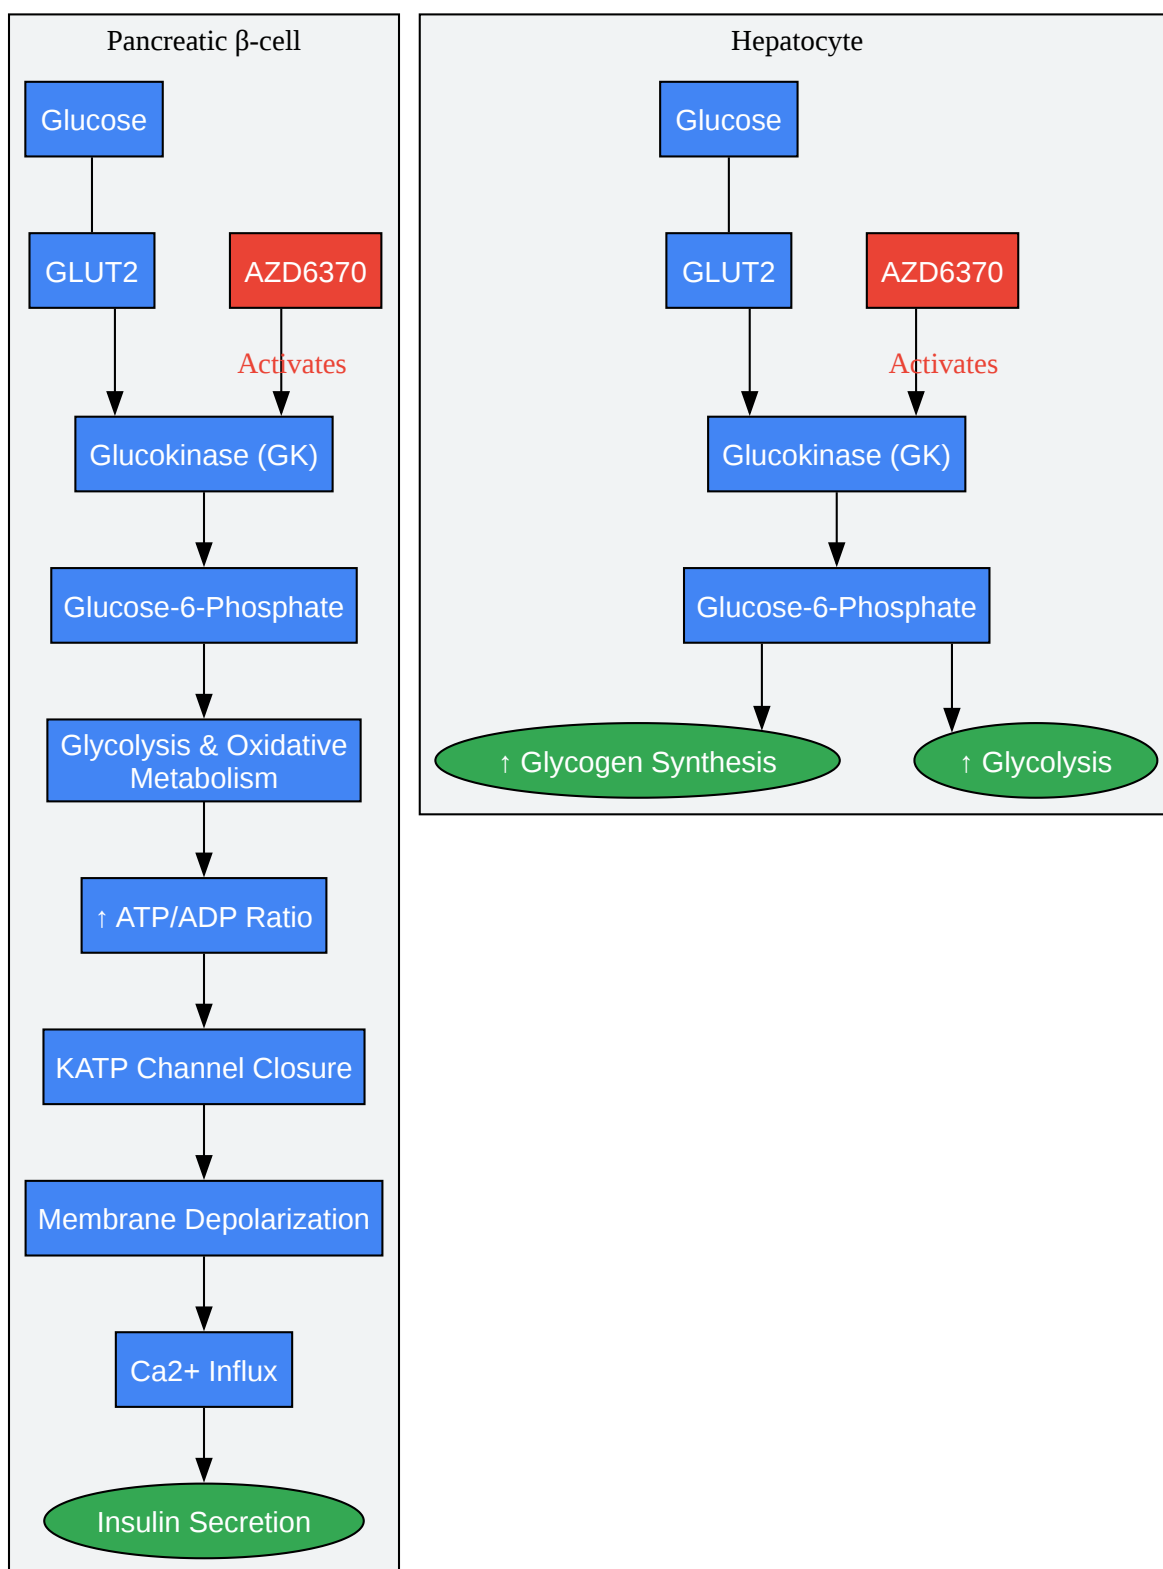 Pancreatic β-cell
Glucose
GLUT2
AZD6370
Activates
Glucokinase (GK)
Glucose-6-Phosphate
Glycolysis & Oxidative
Metabolism
↑ ATP/ADP Ratio
KATP Channel Closure
Membrane Depolarization
Ca2+ Influx
Insulin Secretion
Hepatocyte
Glucose
GLUT2
AZD6370
Activates
Glucokinase (GK)
Glucose-6-Phosphate
↑ Glycogen Synthesis
↑ Glycolysis